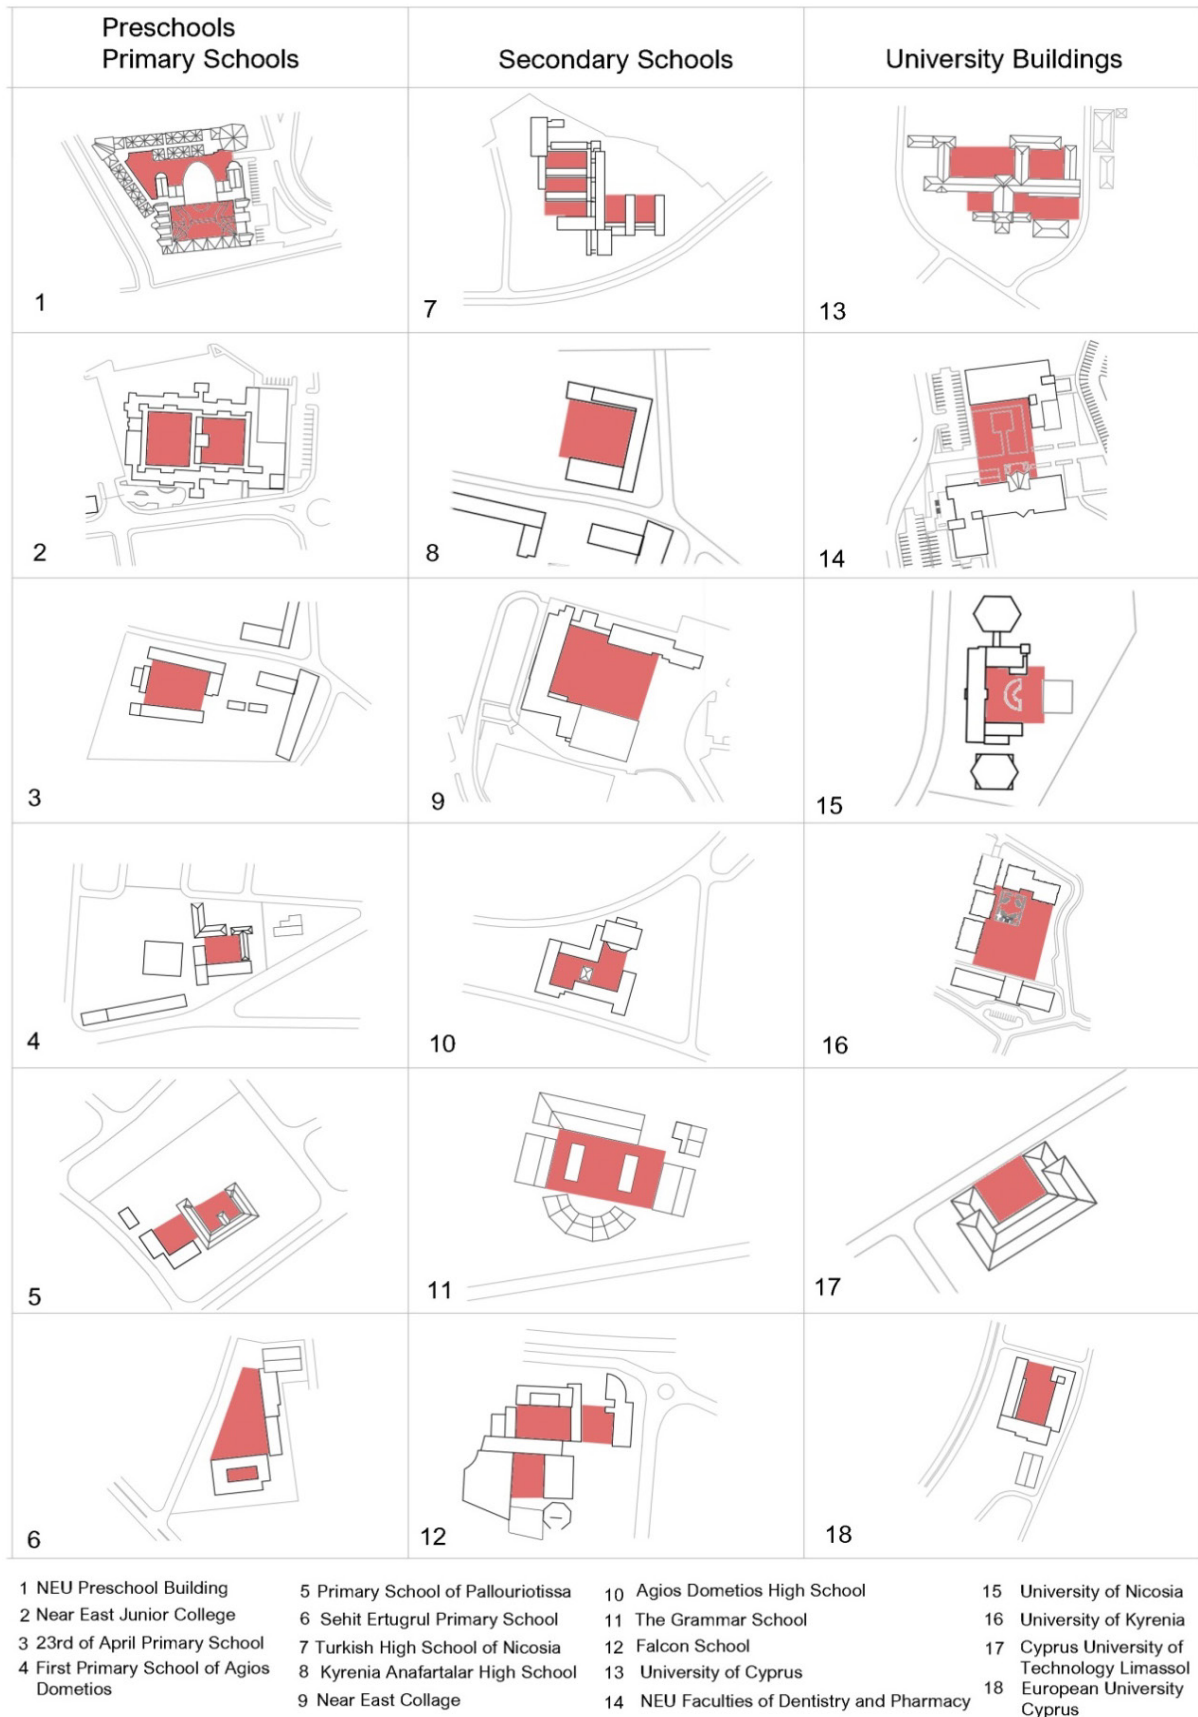 Preschools
Primary Schools
Secondary Schools
University Buildings
1
7
13
2
8
14
3
9
15
4
10
16
5
11
17
6
12
18
1 NEU Preschool Building
2 Near East Junior College
3 23rd of April Primary School
4 First Primary School of Agios
Dometios
5 Primary School of Pallouriotissa
6 Sehit Ertugrul Primary School
7 Turkish High School of Nicosia
8 Kyrenia Anafartalar High School
9 Near East Collage
10 Agios Dometios High School
11 The Grammar School
12 Falcon School
13 University of Cyprus
14 NEU Faculties of Dentistry and Pharmacy
15 University of Nicosia
16 University of Kyrenia
17 Cyprus University of
Technology Limassol
18 European University
Cyprus